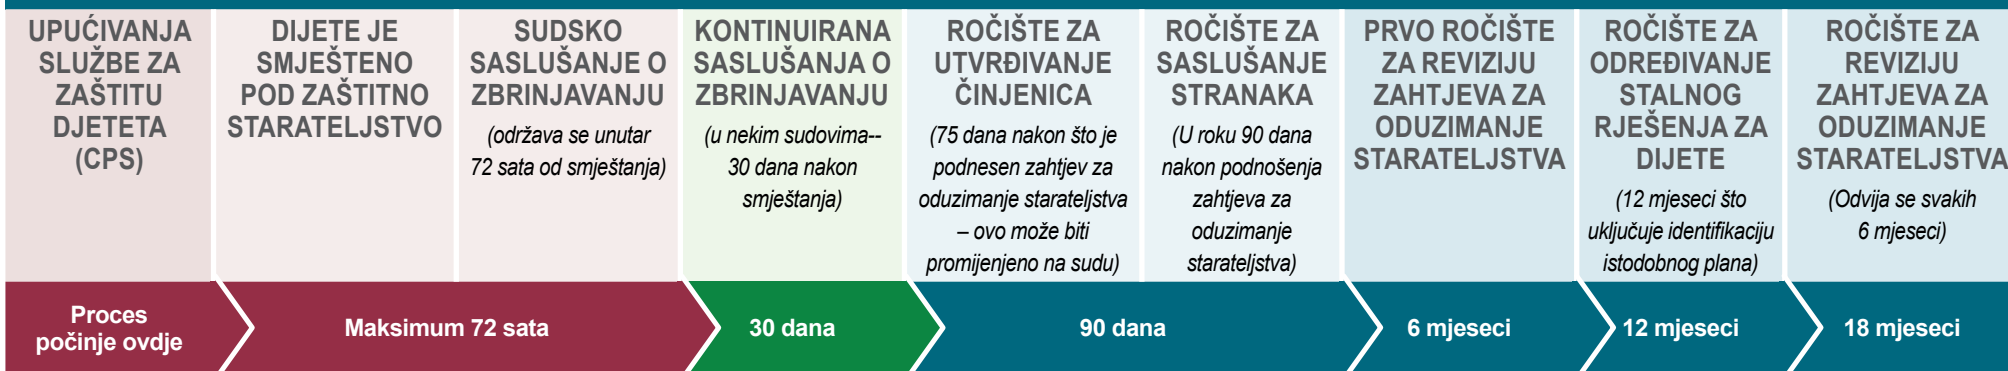 UPUĆIVANJA
SLUŽBE ZA
ZAŠTITU
DJETETA
(CPS)
DIJETE JE
SMJEŠTENO
POD ZAŠTITNO
STARATELJSTVO
SUDSKO
SASLUŠANJE O
ZBRINJAVANJU
(održava se unutar
72 sata od smještanja)
KONTINUIRANA
SASLUŠANJA O
ZBRINJAVANJU
(u nekim sudovima--
30 dana nakon
smještanja)
ROČIŠTE ZA
UTVRĐIVANJE
ČINJENICA
(75 dana nakon što je
podnesen zahtjev za
oduzimanje starateljstva
– ovo može biti
promijenjeno na sudu)
ROČIŠTE ZA
SASLUŠANJE
STRANAKA
(U roku 90 dana
nakon podnošenja
zahtjeva za
oduzimanje
starateljstva)
PRVO ROČIŠTE
ZA REVIZIJU
ZAHTJEVA ZA
ODUZIMANJE
STARATELJSTVA
ROČIŠTE ZA
ODREĐIVANJE
STALNOG
RJEŠENJA ZA
DIJETE
(12 mjeseci što
uključuje identifikaciju
istodobnog plana)
ROČIŠTE ZA
REVIZIJU
ZAHTJEVA ZA
ODUZIMANJE
STARATELJSTVA
(Odvija se svakih
6 mjeseci)
Proces
počinje ovdje
Maksimum 72 sata
30 dana
90 dana
6 mjeseci
12 mjeseci
18 mjeseci